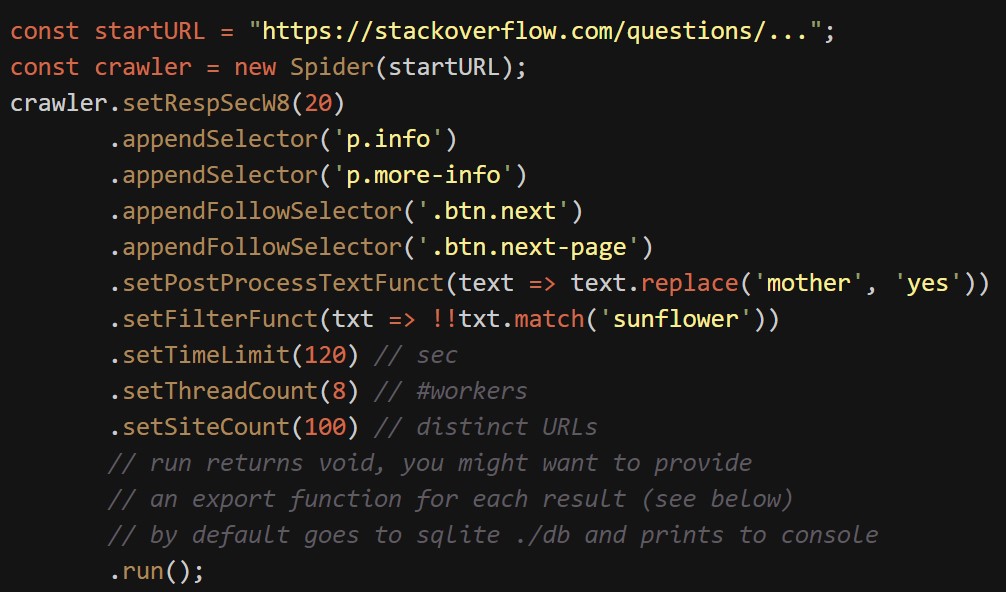 const startURL = "https://stackoverflow.com/questions/...";
const crawler = new Spider(startURL);
crawler.setRespSecW8(20)
       .appendSelector('p.info')
       .appendSelector('p.more-info')
       .appendFollowSelector('.btn.next')
       .appendFollowSelector('.btn.next-page')
       .setPostProcessTextFunct(text => text.replace('mother', 'yes'))
       .setFilterFunct(txt => !!txt.match('sunflower'))
       .setTimeLimit(120) // sec
       .setThreadCount(8) // #workers
       .setSiteCount(100) // distinct URLs
       // run returns void, you might want to provide
       // an export function for each result (see below)
       // by default goes to sqlite ./db and prints to console
       .run();